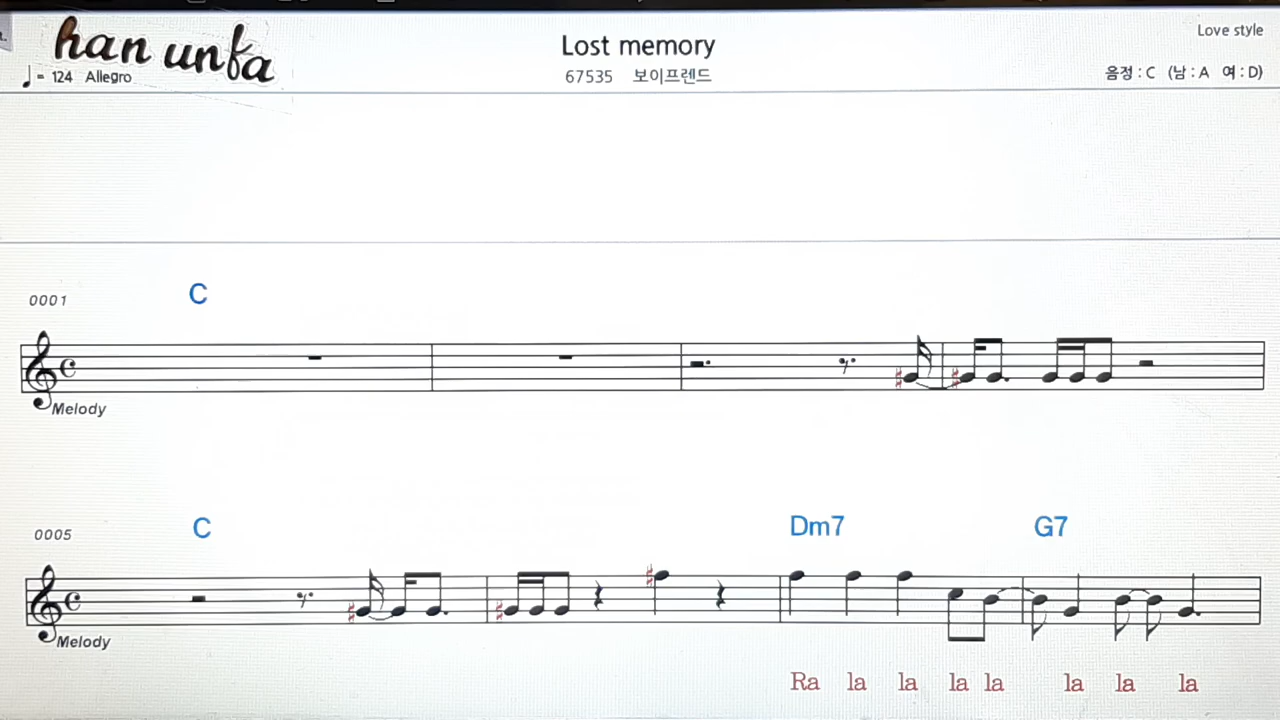 han unfa
Lost memory
Love style
♩= 124 Allegro
67535 보이프렌드
음정 : C (남 : A 여 : D)
0001
C
Melody
0005
C
Dm7
G7
Melody
Ra la la la la la la la